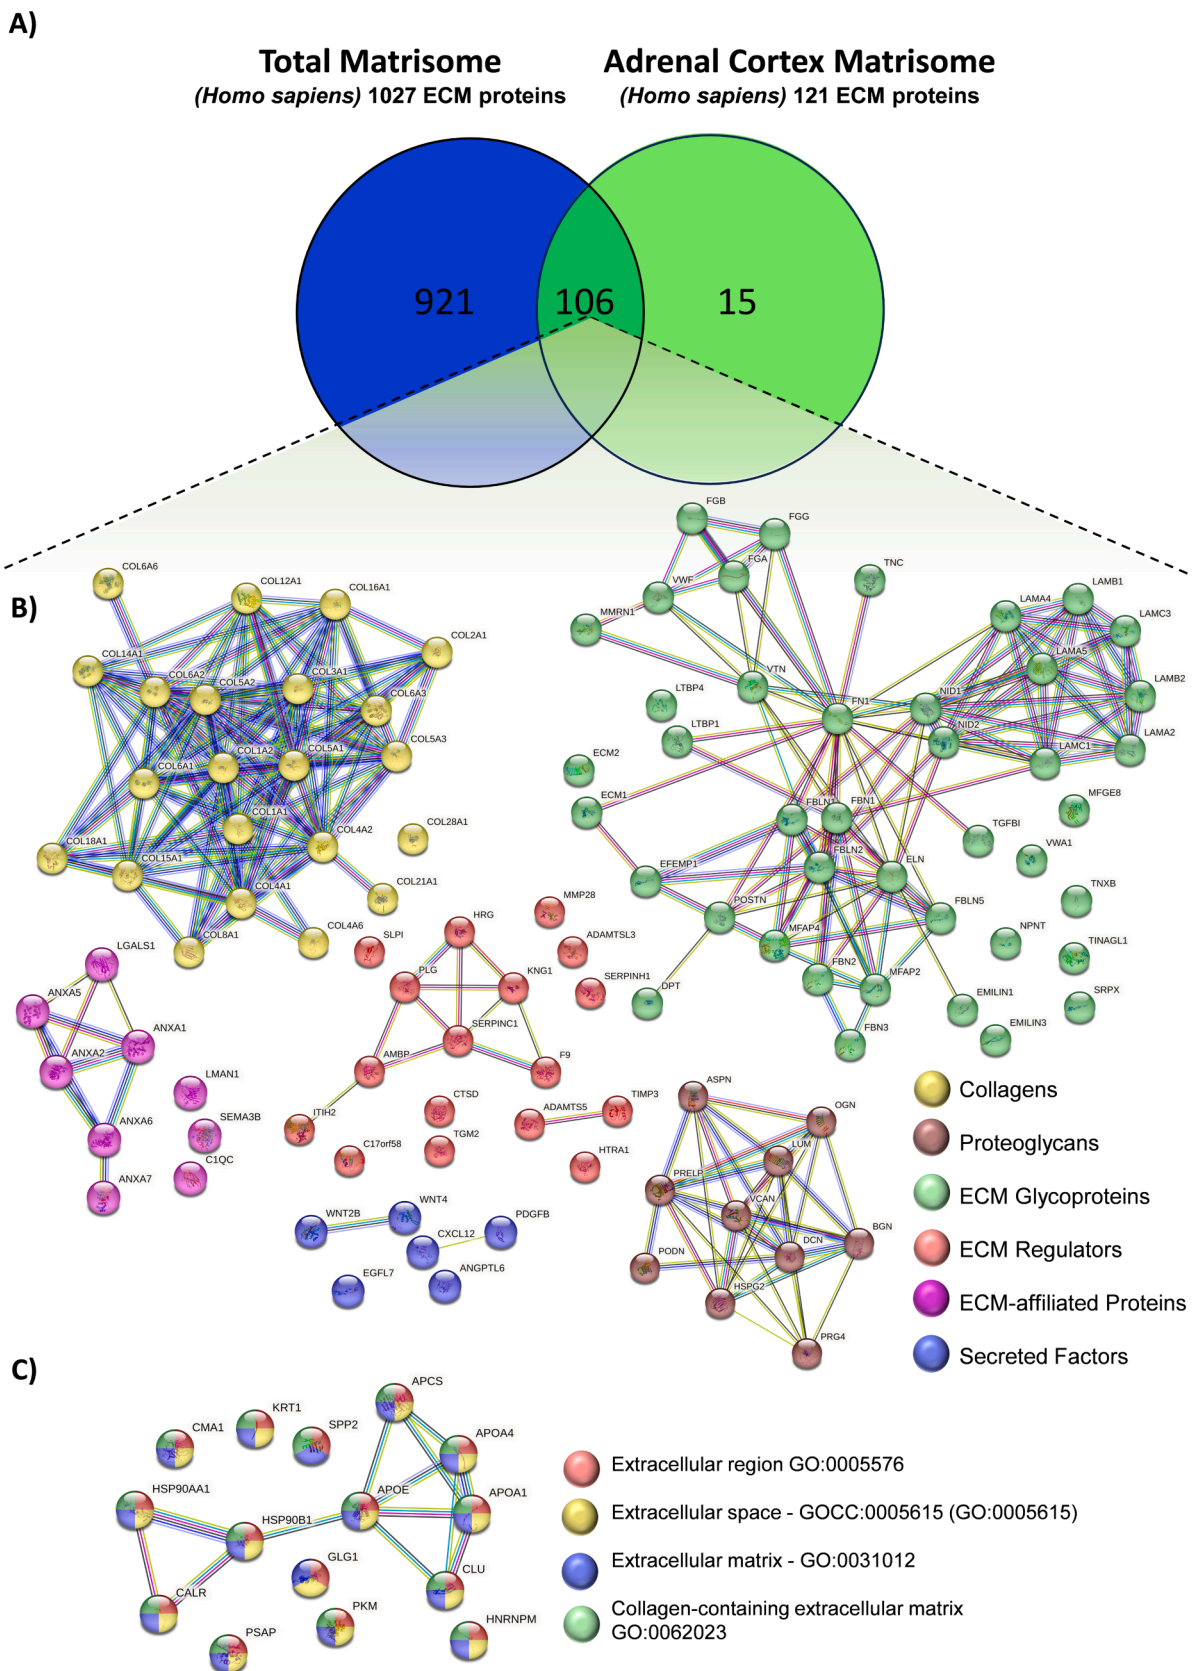 A)
Total Matrisome
(Homo sapiens) 1027 ECM proteins
Adrenal Cortex Matrisome
(Homo sapiens) 121 ECM proteins
921
106
15
B)
COL6A6
COL12A1
COL16A1
COL2A1
COL14A1
COL6A2
COL5A2
COL3A1
COL6A3
COL1A2
COL5A1
COL5A3
COL6A1
COL1A1
COL4A2
COL28A1
COL18A1
COL15A1
COL4A1
COL21A1
COL8A1
COL4A6
FGB
FGG
FGA
VWF
TNC
MMRN1
VTN
LAMB1
LAMA4
LAMC3
LAMA5
LAMB2
LAMA2
LAMC1
NID1
NID2
FN1
LTBP4
LTBP1
ECM2
ECM1
FBLN1
FBN1
FBLN2
ELN
TGFBI
MFGE8
VWA1
EFEMP1
POSTN
MFAP4
FBLN5
TNXB
NPNT
TINAGL1
FBN2
MFAP2
DPT
EMILIN1
SRPX
EMILIN3
FBN3
LGALS1
ANXA5
ANXA1
ANXA2
ANXA6
ANXA7
LMAN1
SEMA3B
C1QC
SLPI
HRG
MMP28
ADAMTSL3
PLG
KNG1
SERPINH1
SERPINC1
AMBP
F9
ITIH2
CTSD
ADAMTS5
TIMP3
C17orf58
TGM2
HTRA1
WNT2B
WNT4
CXCL12
PDGFB
EGFL7
ANGPTL6
ASPN
OGN
LUM
PRELP
VCAN
BGN
DCN
PODN
HSPG2
PRG4
Collagens
Proteoglycans
ECM Glycoproteins
ECM Regulators
ECM-affiliated Proteins
Secreted Factors
C)
CMA1
KRT1
SPP2
APCS
APOA4
HSP90AA1
HSP90B1
APOE
APOA1
GLG1
CLU
CALR
PKM
PSAP
HNRNPM
Extracellular region GO:0005576
Extracellular space - GOCC:0005615 (GO:0005615)
Extracellular matrix - GO:0031012
Collagen-containing extracellular matrix
GO:0062023